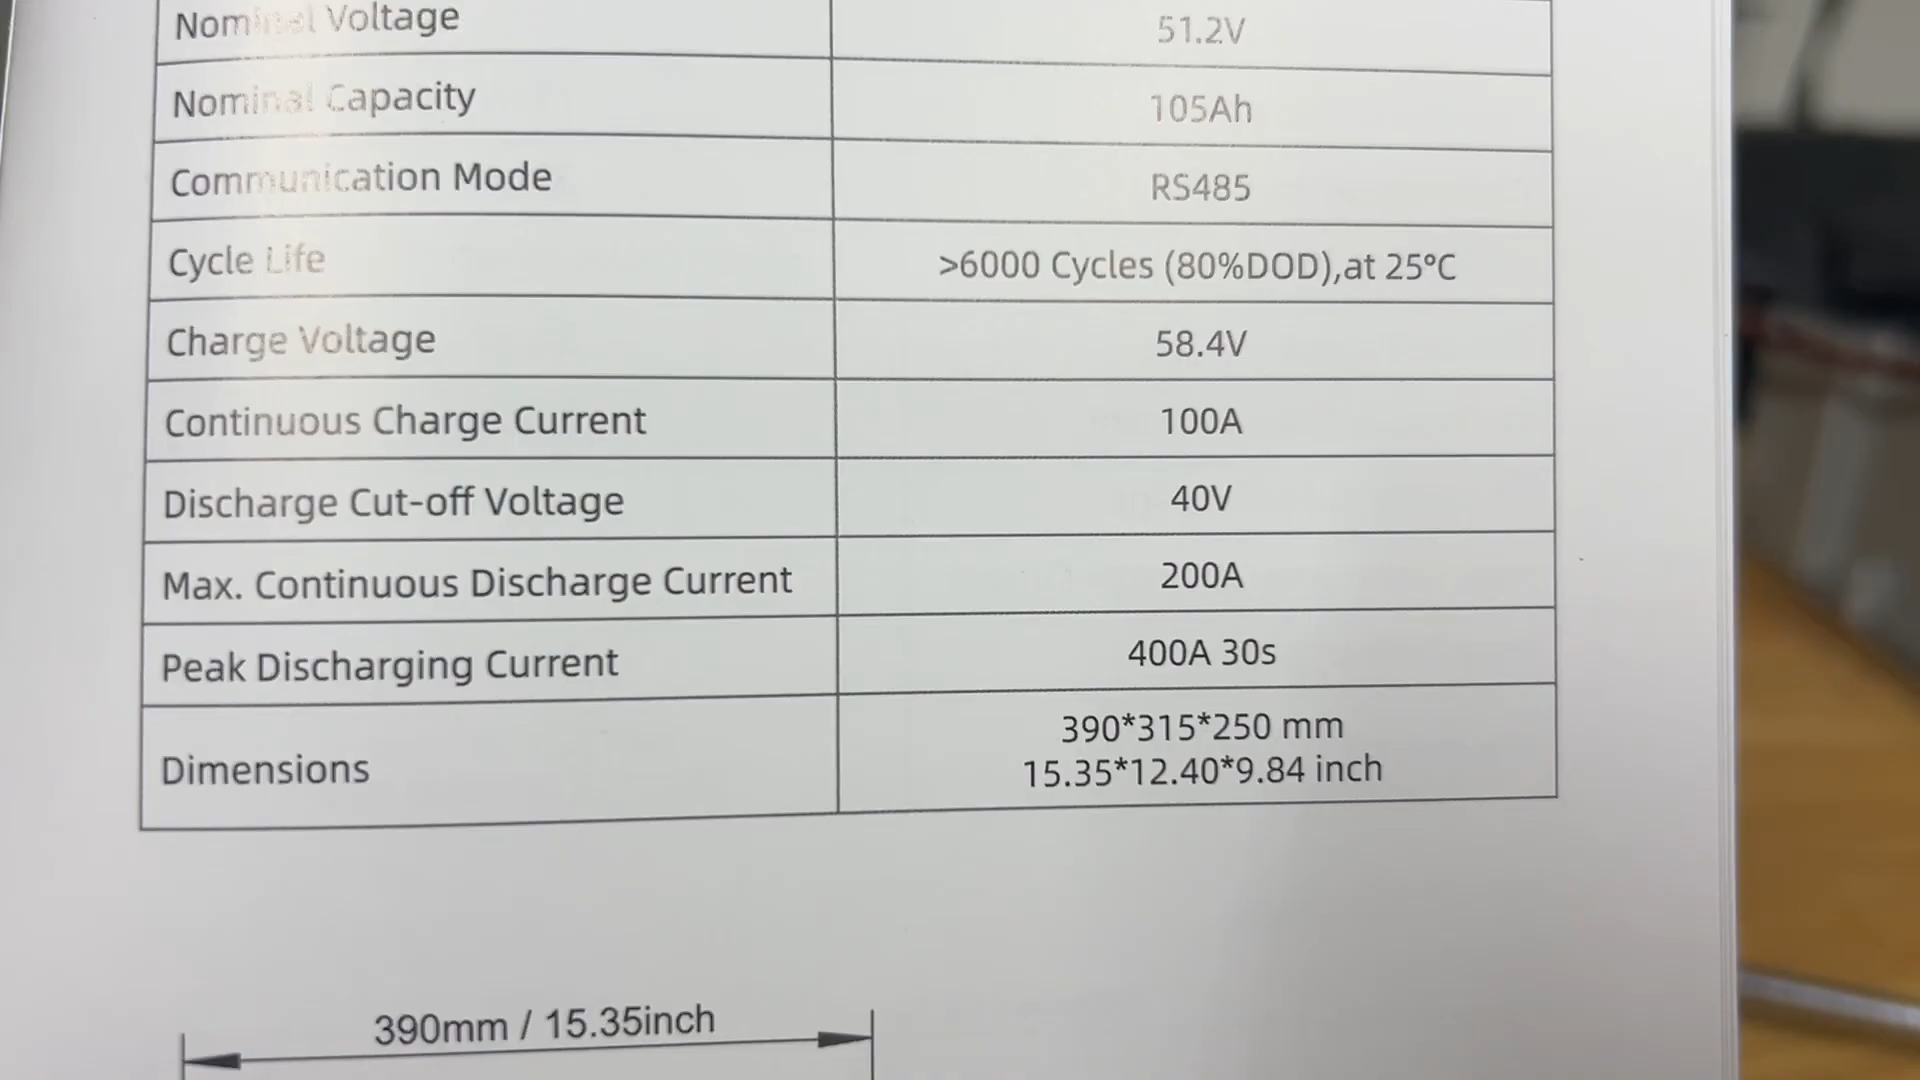 Nominal Voltage 51.2V
Nominal Capacity 105Ah
Communication Mode RS485
Cycle Life >6000 Cycles (80%DOD),at 25°C
Charge Voltage 58.4V
Continuous Charge Current 100A
Discharge Cut-off Voltage 40V
Max. Continuous Discharge Current 200A
Peak Discharging Current 400A 30s
Dimensions 390*315*250 mm
15.35*12.40*9.84 inch
390mm / 15.35inch